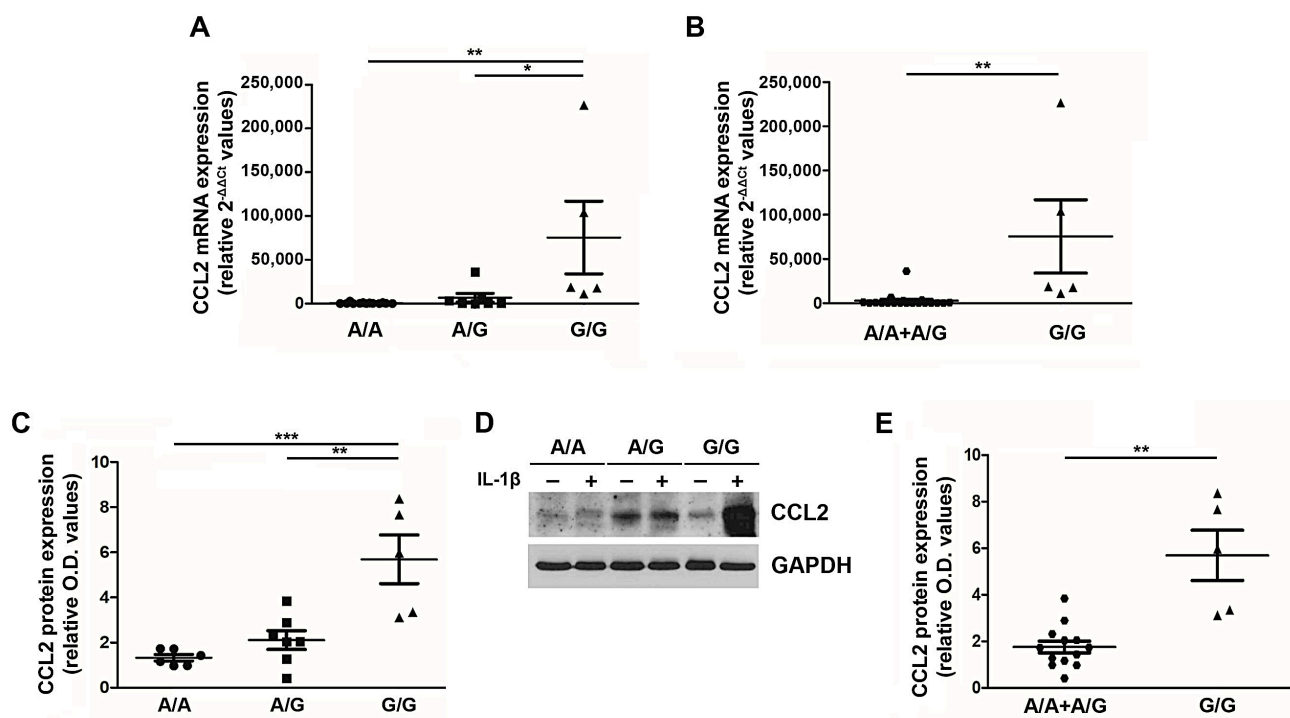 A
**
*
CCL2 mRNA expression
(relative 2-ΔΔCt values)
250,000
200,000
150,000
100,000
50,000
0
A/A A/G G/G
B
**
CCL2 mRNA expression
(relative 2-ΔΔCt values)
250,000
200,000
150,000
100,000
50,000
0
A/A+A/G G/G
C
***
**
CCL2 protein expression
(relative O.D. values)
10
8
6
4
2
0
A/A A/G G/G
D
A/A A/G G/G
IL-1β − + − + − +
CCL2
GAPDH
E
**
CCL2 protein expression
(relative O.D. values)
10
8
6
4
2
0
A/A+A/G G/G